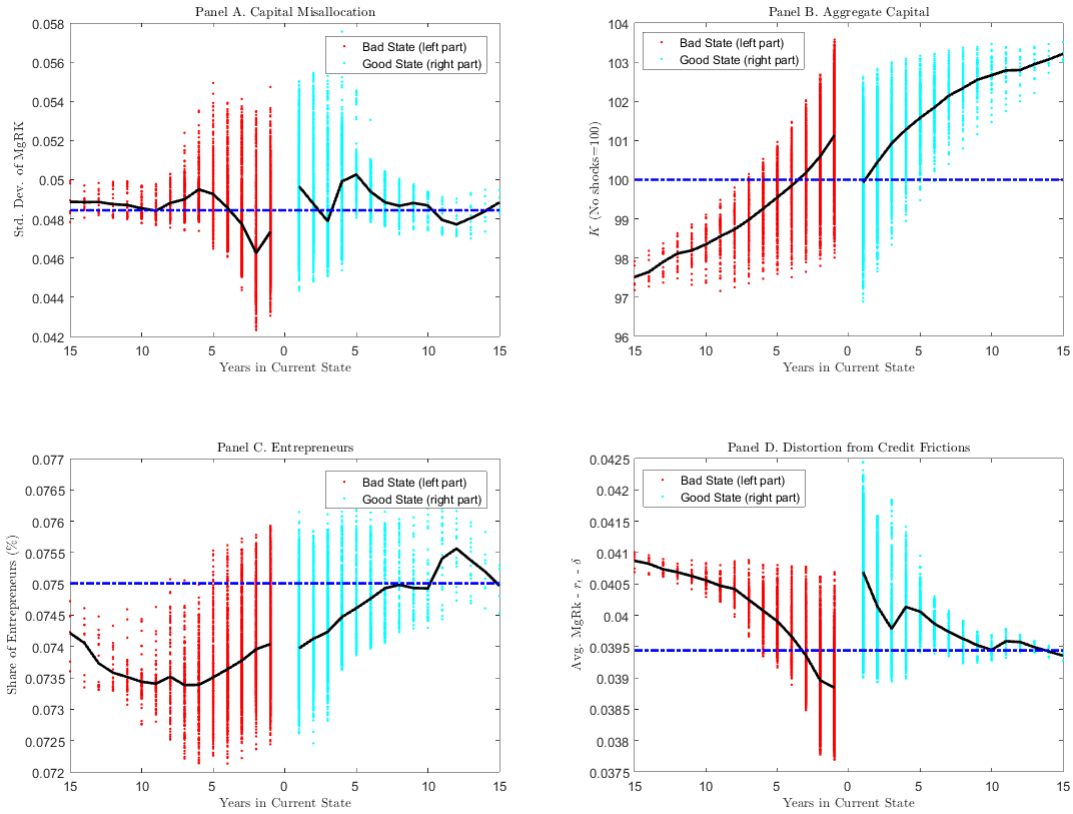 Panel A. Capital Misallocation
0.058
0.056
0.054
0.052
0.05
0.048
0.046
0.044
0.042
Std. Dev. of MgRK
Bad State (left part)
Good State (right part)
15 10 5 0 5 10 15
Years in Current State
Panel B. Aggregate Capital
104
103
102
101
100
99
98
97
96
K (No shocks=100)
Bad State (left part)
Good State (right part)
15 10 5 0 5 10 15
Years in Current State
Panel C. Entrepreneurs
0.077
0.0765
0.076
0.0755
0.075
0.0745
0.074
0.0735
0.073
0.0725
0.072
Share of Entrepreneurs (%)
Bad State (left part)
Good State (right part)
15 10 5 0 5 10 15
Years in Current State
Panel D. Distortion from Credit Frictions
0.0425
0.042
0.0415
0.041
0.0405
0.04
0.0395
0.039
0.0385
0.038
0.0375
Avg. MgRk - rₜ - δ
Bad State (left part)
Good State (right part)
15 10 5 0 5 10 15
Years in Current State